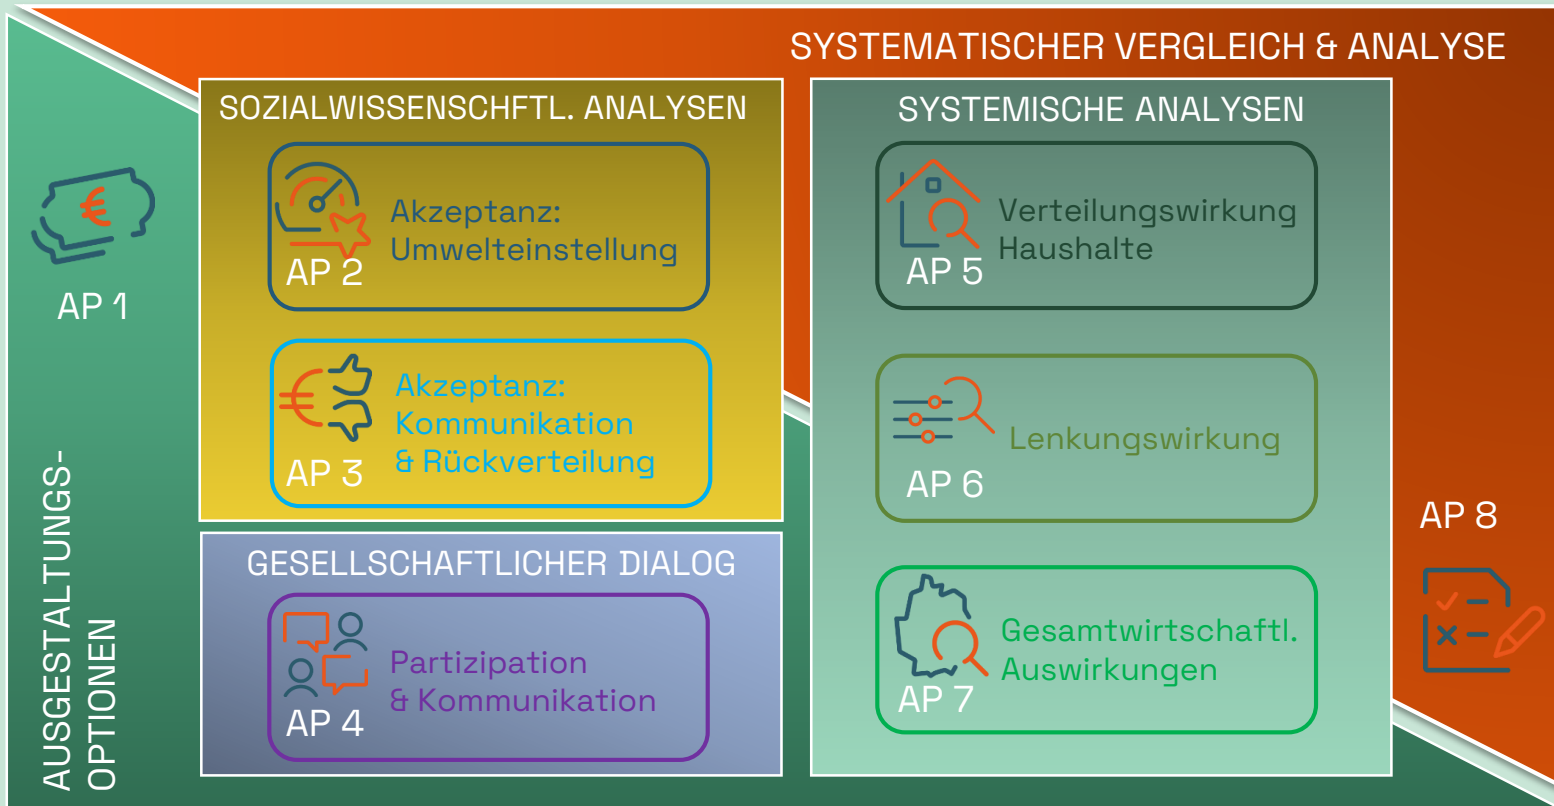 SYSTEMATISCHER VERGLEICH & ANALYSE
AP 1
AUSGESTALTUNGS-
OPTIONEN
SOZIALWISSENSCHFTL. ANALYSEN
Akzeptanz:
Umwelteinstellung
AP 2
Akzeptanz:
Kommunikation
& Rückverteilung
AP 3
GESELLSCHAFTLICHER DIALOG
Partizipation
& Kommunikation
AP 4
SYSTEMISCHE ANALYSEN
Verteilungswirkung
Haushalte
AP 5
Lenkungswirkung
AP 6
Gesamtwirtschaftl.
Auswirkungen
AP 7
AP 8